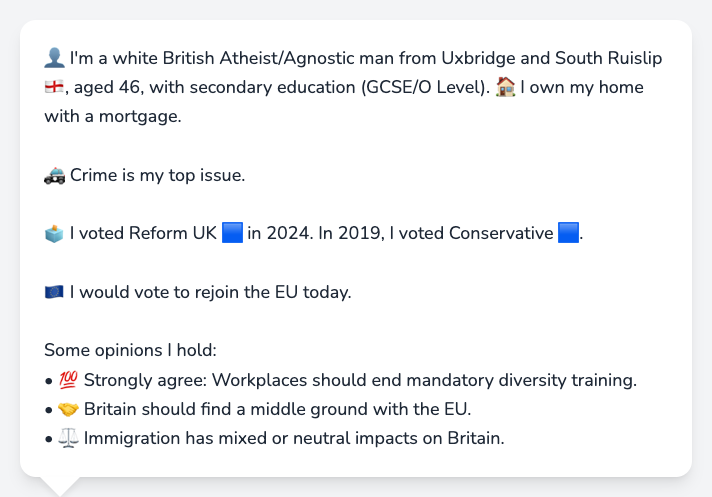 👤 I'm a white British Atheist/Agnostic man from Uxbridge and South Ruislip
🏴󠁧󠁢󠁥󠁮󠁧󠁿, aged 46, with secondary education (GCSE/O Level). 🏠 I own my home
with a mortgage.
🚓 Crime is my top issue.
🗳️ I voted Reform UK 🟦 in 2024. In 2019, I voted Conservative 🟦.
🇪🇺 I would vote to rejoin the EU today.
Some opinions I hold:
• 💯 Strongly agree: Workplaces should end mandatory diversity training.
• 🤝 Britain should find a middle ground with the EU.
• ⚖️ Immigration has mixed or neutral impacts on Britain.